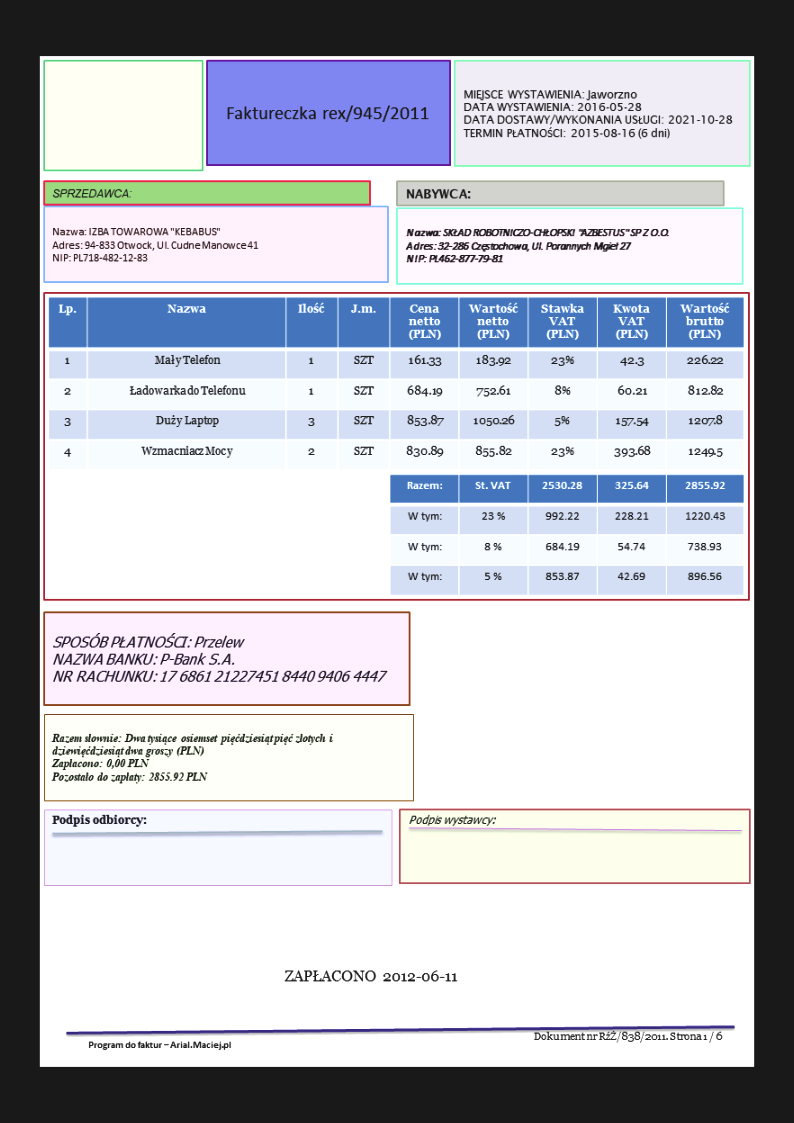 Faktureczka rex/945/2011
MIEJSCE WYSTAWIENIA: Jaworzno
DATA WYSTAWIENIA: 2016-05-28
DATA DOSTAWY/WYKONANIA USŁUGI: 2021-10-28
TERMIN PŁATNOŚCI: 2015-08-16 (6 dni)
SPRZEDAWCA:
NABYWCA:
Nazwa: IZBA TOWAROWA "KEBABUS"
Adres: 94-833 Otwock, Ul. Cudne Manowce 41
NIP: PL718-482-12-83
Nazwa: SKŁAD ROBOTNICZO-CHŁOPSKI "AZBESTUS" SP Z O.O.
Adres: 32-286 Częstochowa, Ul. Porannych Mgieł 27
NIP: PL462-877-79-81
Lp. Nazwa Ilość J.m. Cena netto (PLN) Wartość netto (PLN) Stawka VAT (PLN) Kwota VAT (PLN) Wartość brutto (PLN)
1 Mały Telefon 1 SZT 161.33 183.92 23% 42.3 226.22
2 Ładowarka do Telefonu 1 SZT 684.19 752.61 8% 60.21 812.82
3 Duży Laptop 3 SZT 853.87 1050.26 5% 157.54 1207.8
4 Wzmacniacz Mocy 2 SZT 830.89 855.82 23% 393.68 1249.5
Razem: St. VAT 2530.28 325.64 2855.92
W tym: 23 % 992.22 228.21 1220.43
W tym: 8 % 684.19 54.74 738.93
W tym: 5 % 853.87 42.69 896.56
SPOSÓB PŁATNOŚCI: Przelew
NAZWA BANKU: P-Bank S.A.
NR RACHUNKU: 17 6861 2122 7451 8440 9406 4447
Razem słownie: Dwa tysiące osiemset pięćdziesiąt pięć złotych i
dziewięćdziesiąt dwa groszy (PLN)
Zapłacono: 0,00 PLN
Pozostało do zapłaty: 2855.92 PLN
Podpis odbiorcy:
Podpis wystawcy:
ZAPŁACONO 2012-06-11
Dokument nr RŹŻ/838/2011. Strona 1 / 6
Program do faktur – Arial.Maciej.pl